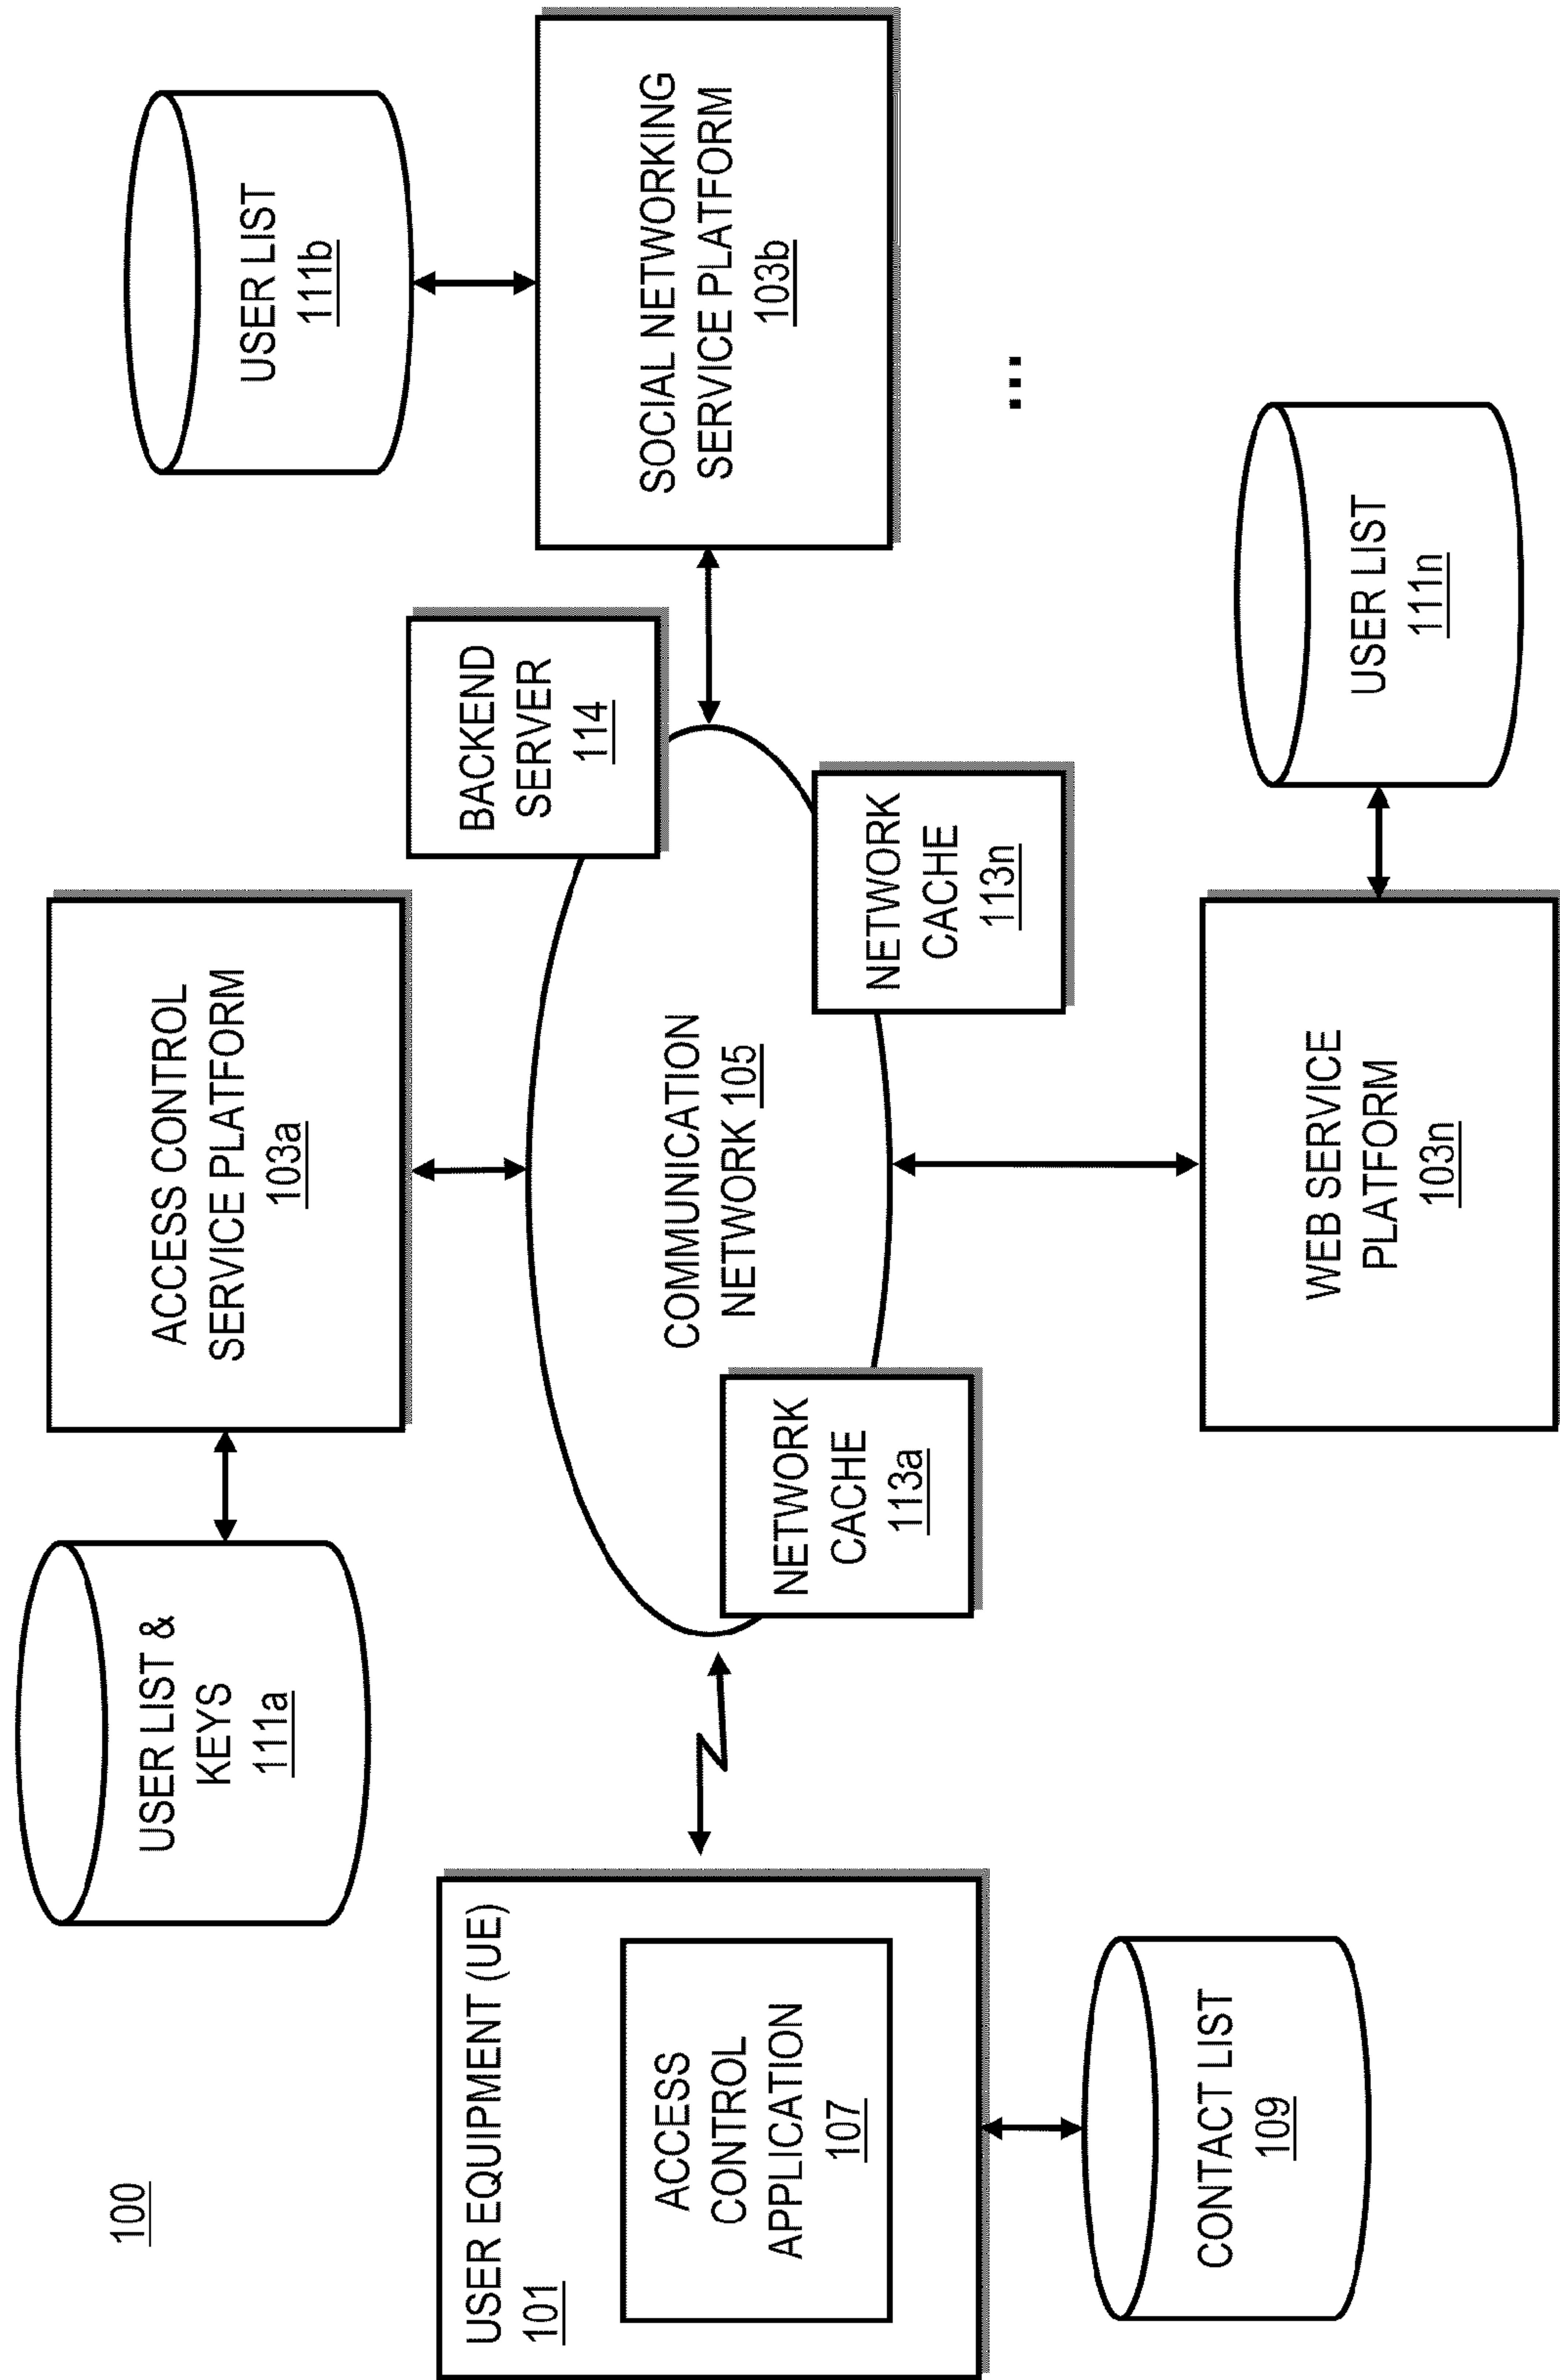 100
USER LIST &
KEYS
111a
ACCESS CONTROL
SERVICE PLATFORM
103a
USER LIST
111b
BACKEND
SERVER
114
SOCIAL NETWORKING
SERVICE PLATFORM
103b
USER EQUIPMENT (UE)
101
ACCESS
CONTROL
APPLICATION
107
COMMUNICATION
NETWORK 105
NETWORK
CACHE
113a
NETWORK
CACHE
113n
...
CONTACT LIST
109
WEB SERVICE
PLATFORM
103n
USER LIST
111n